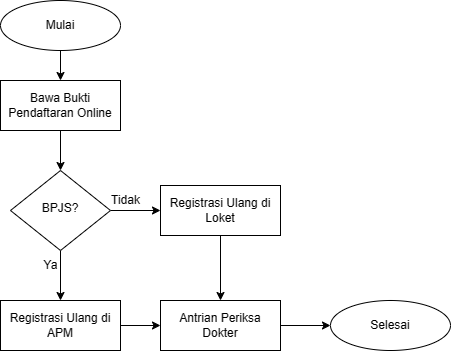 Mulai
Bawa Bukti
Pendaftaran Online
BPJS?
Tidak
Registrasi Ulang di
Loket
Ya
Registrasi Ulang di
APM
Antrian Periksa
Dokter
Selesai